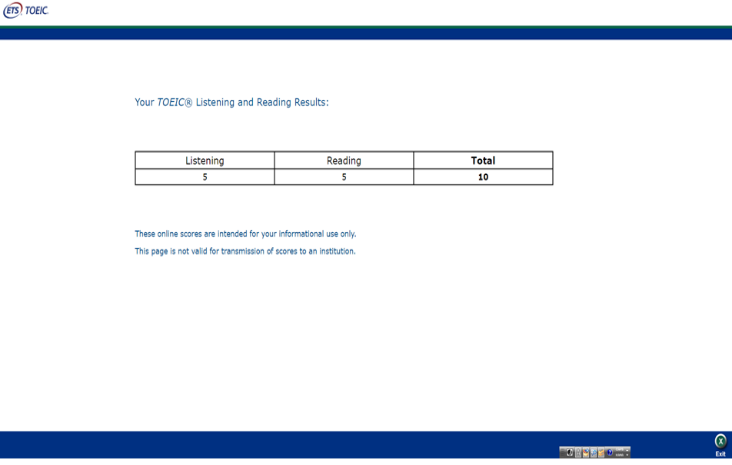 ETS TOEIC
Your TOEIC® Listening and Reading Results:
Listening Reading Total
5 5 10
These online scores are intended for your informational use only.
This page is not valid for transmission of scores to an institution.
Exit